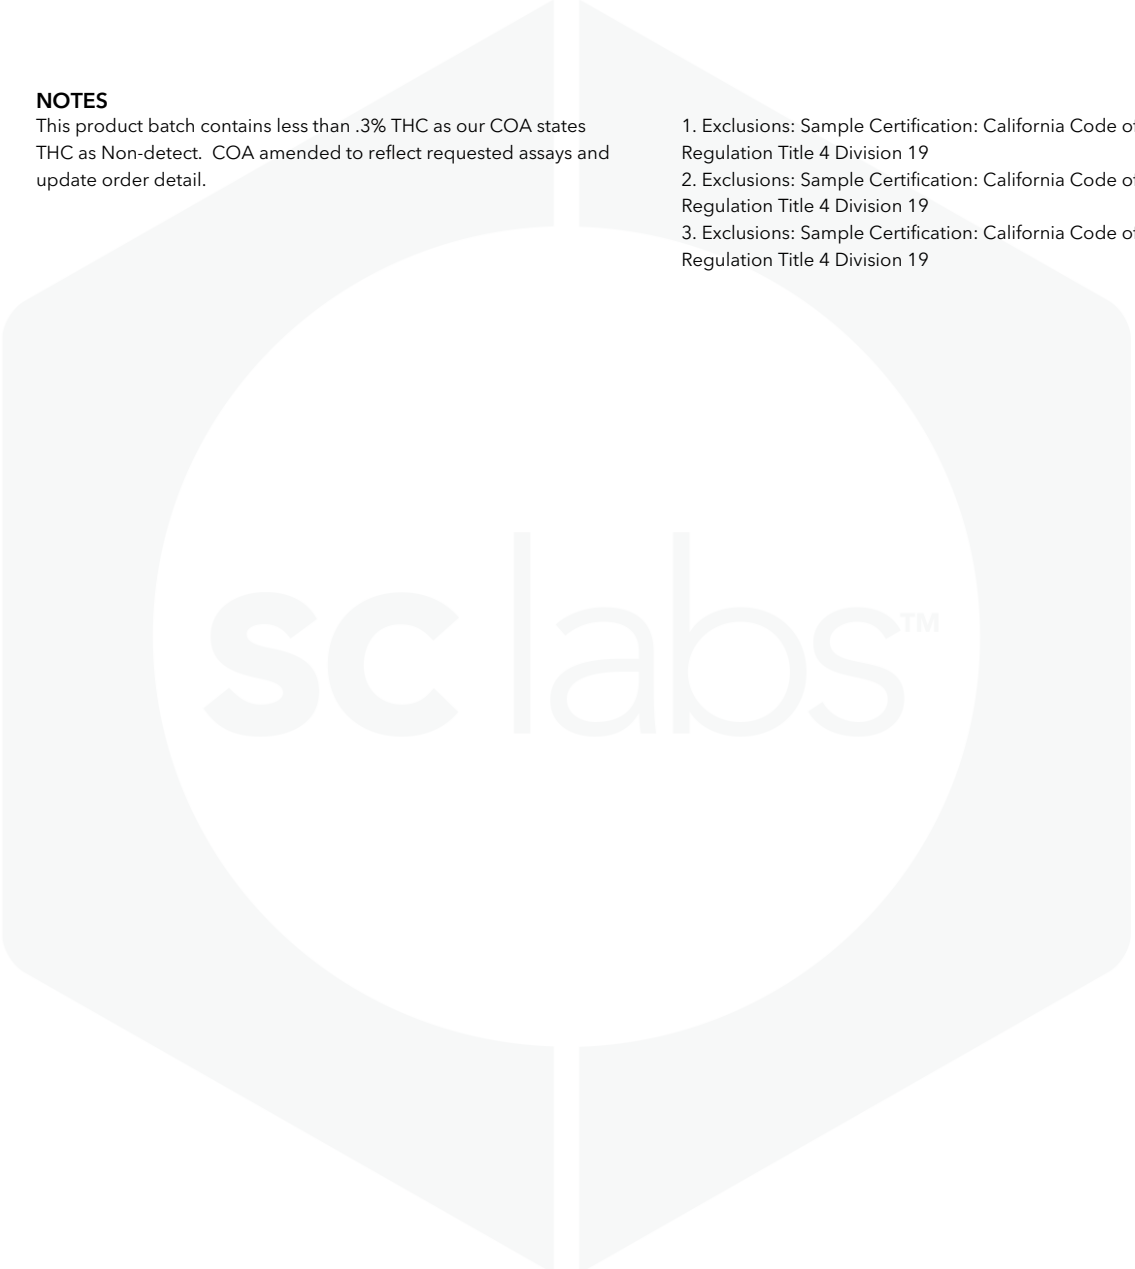 NOTES
This product batch contains less than .3% THC as our COA states
THC as Non-detect.  COA amended to reflect requested assays and
update order detail.
1. Exclusions: Sample Certification: California Code of
Regulation Title 4 Division 19
2. Exclusions: Sample Certification: California Code of
Regulation Title 4 Division 19
3. Exclusions: Sample Certification: California Code of
Regulation Title 4 Division 19
sc labs™